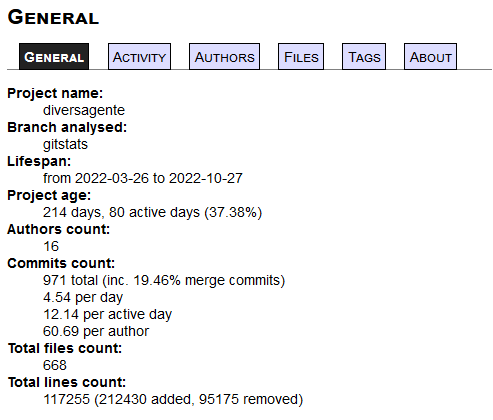 General
General
Activity
Authors
Files
Tags
About
Project name:
diversagente
Branch analysed:
gitstats
Lifespan:
from 2022-03-26 to 2022-10-27
Project age:
214 days, 80 active days (37.38%)
Authors count:
16
Commits count:
971 total (inc. 19.46% merge commits)
4.54 per day
12.14 per active day
60.69 per author
Total files count:
668
Total lines count:
117255 (212430 added, 95175 removed)